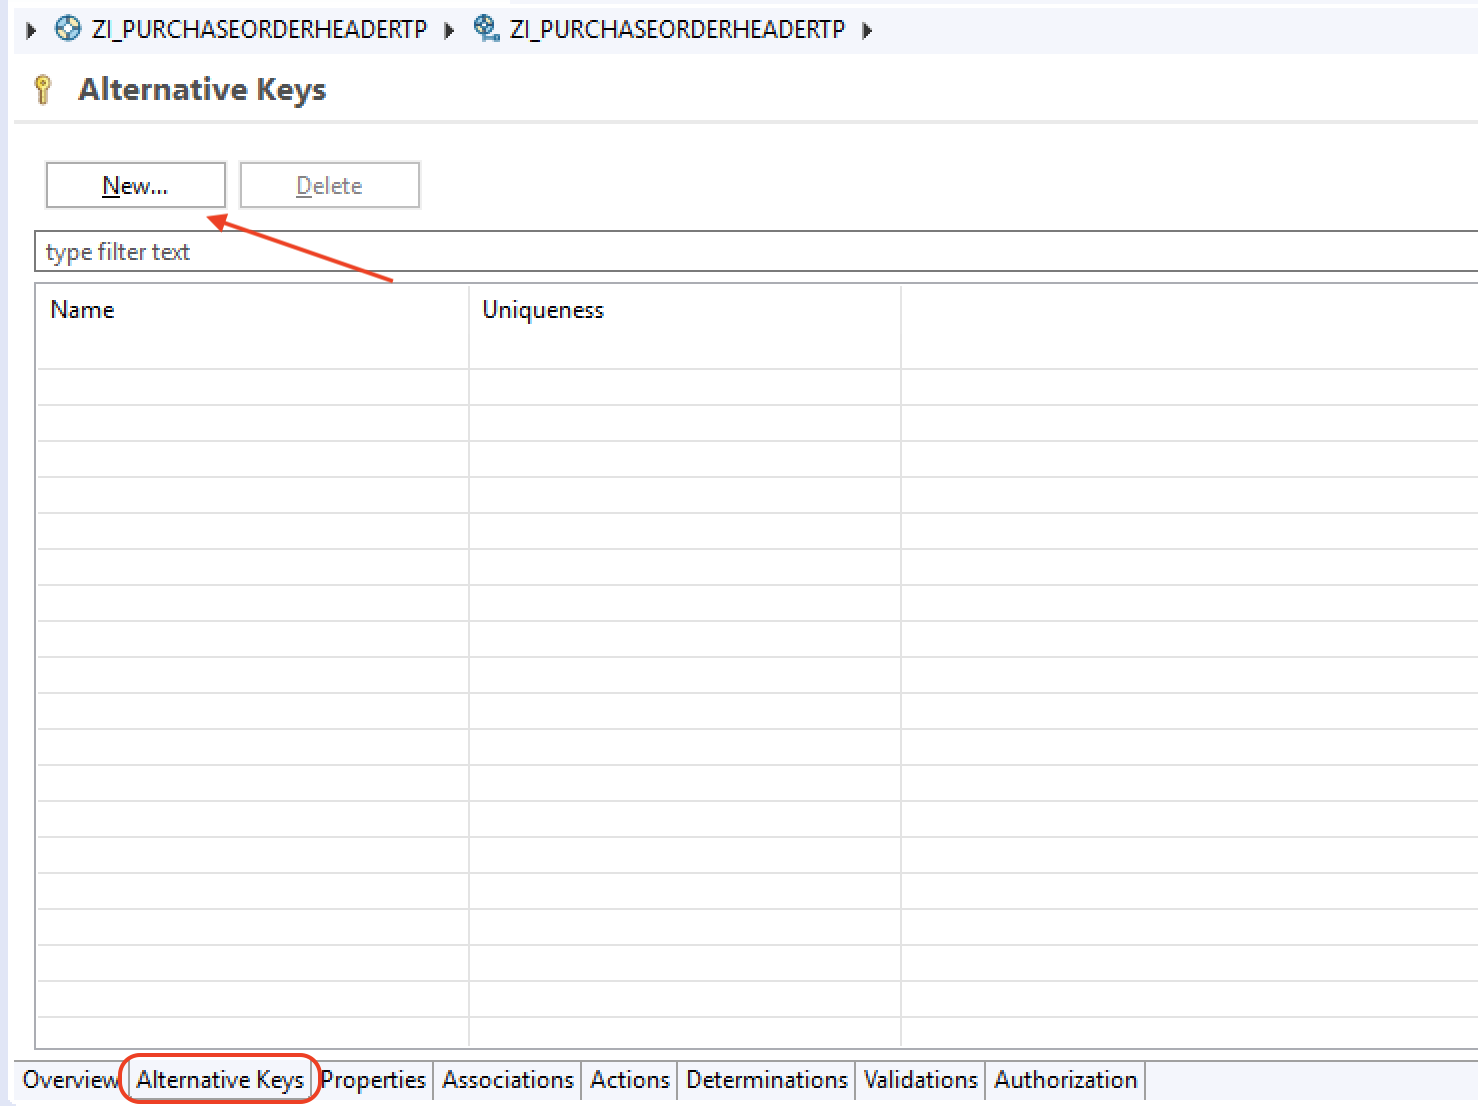 ZI_PURCHASEORDERHEADERTP ZI_PURCHASEORDERHEADERTP
Alternative Keys
New... Delete
type filter text
Name Uniqueness
Overview Alternative Keys Properties Associations Actions Determinations Validations Authorization